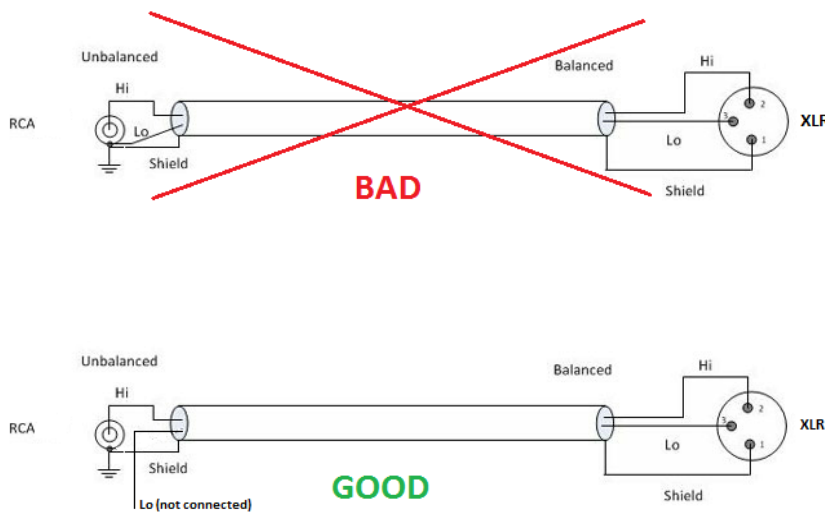 Unbalanced
Balanced
Hi
Hi
RCA
Lo
2
3
1
XLR
Lo
Shield
Shield
BAD
Unbalanced
Balanced
Hi
Hi
RCA
2
3
1
XLR
Lo
Shield
Shield
Lo (not connected)
GOOD